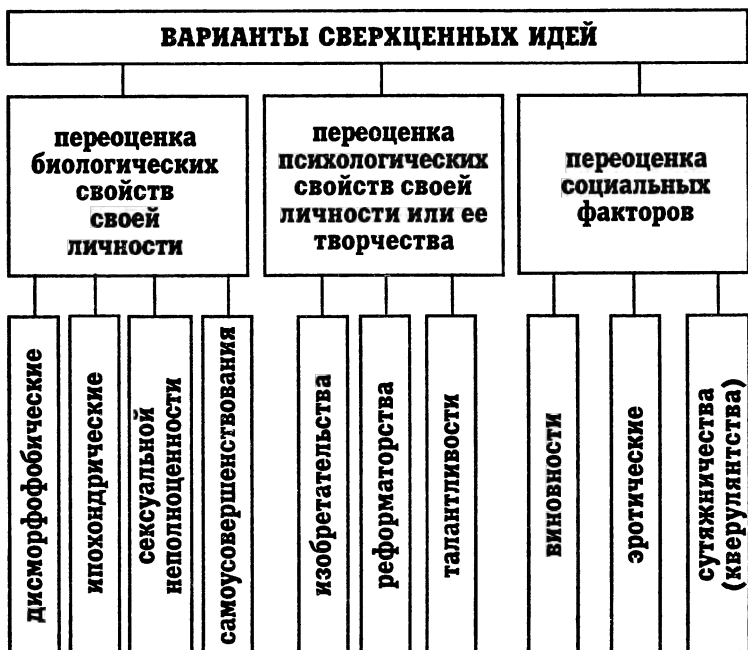 ВАРИАНТЫ СВЕРХЦЕННЫХ ИДЕЙ
переоценка
биологических
свойств
своей
личности
переоценка
психологических
свойств своей
личности или ее
творчества
переоценка
социальных
факторов
дисморфофобические
ипохондрические
сексуальной
неполноценности
самоусовершенствования
изобретательства
реформаторства
талантливости
виновности
эротические
сутяжничества
(кверулянтства)